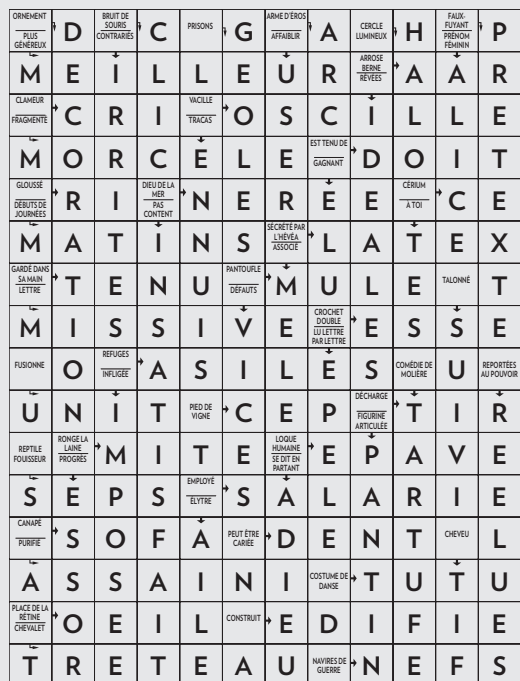 ORNEMENT PLUS GÉNÉREUX D BRUIT DE SOURIS CONTRARIÉS C PRISONS G ARME D'ÉROS AFFAIBLIR A CERCLE LUMINEUX H FAUX-FUYANT PRÉNOM FÉMININ P
M E I L L E U R ARROSE BERNE RÊVÉES A A R
CLAMEUR FRAGMENTE C R I VACILLE TRACAS O S C I L L E
M O R C E L E EST TENU DE GAGNANT D O I T
GLOUSSÉ DÉBUTS DE JOURNÉES R I DIEU DE LA MER PAS CONTENT N E R E E CÉRIUM À TOI C E
M A T I N S SÉCRÉTÉ PAR L'HÉVÉA ASSOCIÉ L A T E X
GARDÉ DANS SA MAIN LETTRE T E N U PANTOUFLE DÉFAUTS M U L E TALONNÉ T
M I S S I V E CROCHET DOUBLE LU LETTRE PAR LETTRE E S S E
FUSIONNE O REFUGES INFLIGÉE A S I L E S COMÉDIE DE MOLIÈRE U REPORTÉES AU POUVOIR
U N I T PIED DE VIGNE C E P DÉCHARGE FIGURINE ARTICULÉE T I R
REPTILE FOUISSEUR RONGE LA LAINE PROGRÈS M I T E LOQUE HUMAINE SE DIT EN PARTANT E P A V E
S E P S EMPLOYÉ ÉLYTRE S A L A R I E
CANAPÉ PURIFIÉ S O F A PEUT ÊTRE CARIÉE D E N T CHEVEU L
A S S A I N I COSTUME DE DANSE T U T U
PLACE DE LA RÉTINE CHEVALET O E I L CONSTRUIT E D I F I E
T R E T E A U NAVIRES DE GUERRE N E F S